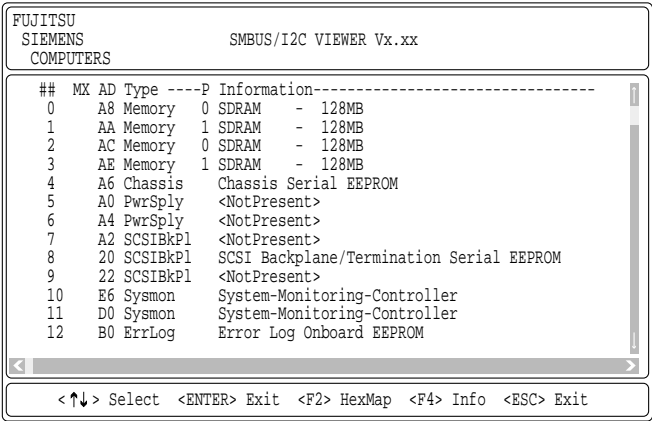 FUJITSU
SIEMENS SMBUS/I2C VIEWER Vx.xx
COMPUTERS
## MX AD Type ----P Information---------------------------------
0 A8 Memory 0 SDRAM - 128MB
1 AA Memory 1 SDRAM - 128MB
2 AC Memory 0 SDRAM - 128MB
3 AE Memory 1 SDRAM - 128MB
4 A6 Chassis Chassis Serial EEPROM
5 A0 PwrSply <NotPresent>
6 A4 PwrSply <NotPresent>
7 A2 SCSIBkPl <NotPresent>
8 20 SCSIBkPl SCSI Backplane/Termination Serial EEPROM
9 22 SCSIBkPl <NotPresent>
10 E6 Sysmon System-Monitoring-Controller
11 D0 Sysmon System-Monitoring-Controller
12 B0 ErrLog Error Log Onboard EEPROM
<↑↓> Select <ENTER> Exit <F2> HexMap <F4> Info <ESC> Exit